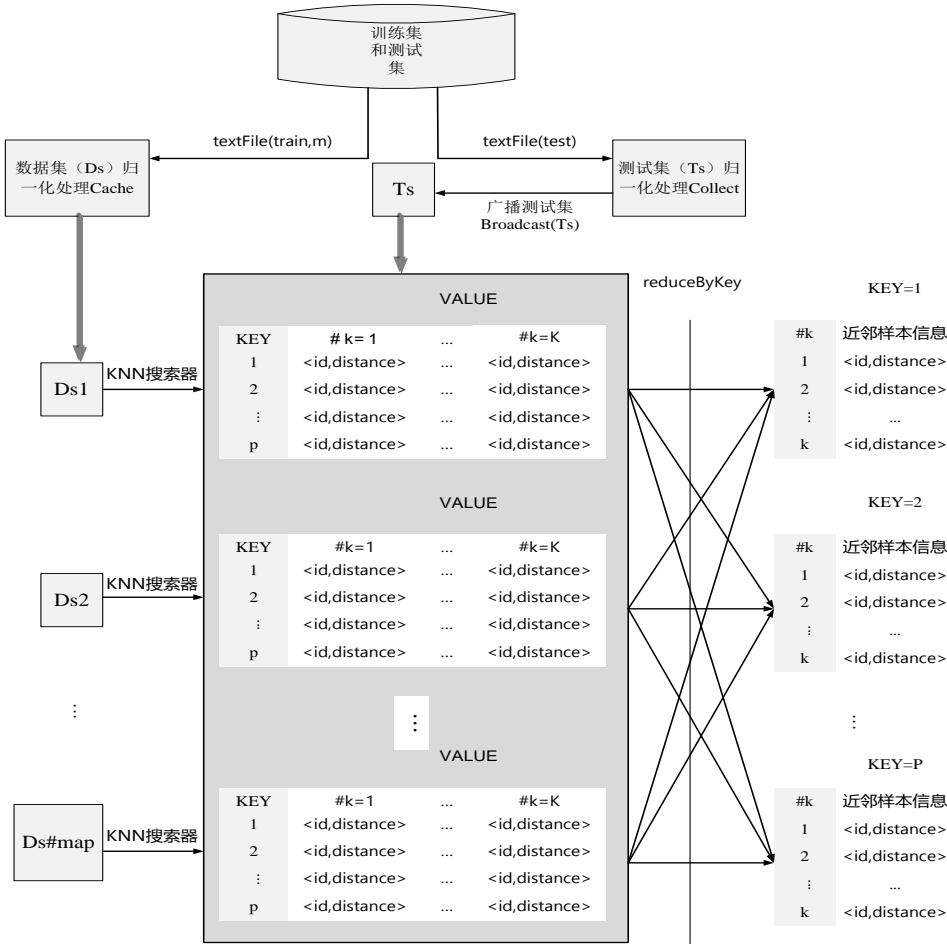 训练集
和测试
集
textFile(train,m)
textFile(test)
数据集（Ds）归
一化处理Cache
Ts
测试集（Ts）归
一化处理Collect
广播测试集
Broadcast(Ts)
reduceByKey
VALUE
KEY # k= 1 ... #k=K
1 <id,distance> ... <id,distance>
2 <id,distance> ... <id,distance>
⋮ <id,distance> ... <id,distance>
p <id,distance> ... <id,distance>
Ds1
KNN搜索器
KEY=1
#k 近邻样本信息
1 <id,distance>
2 <id,distance>
⋮ ...
k <id,distance>
VALUE
KEY #k=1 ... #k=K
1 <id,distance> ... <id,distance>
2 <id,distance> ... <id,distance>
⋮ <id,distance> ... <id,distance>
p <id,distance> ... <id,distance>
Ds2
KNN搜索器
KEY=2
#k 近邻样本信息
1 <id,distance>
2 <id,distance>
⋮ ...
k <id,distance>
⋮
⋮
⋮
VALUE
KEY #k=1 ... #k=K
1 <id,distance> ... <id,distance>
2 <id,distance> ... <id,distance>
⋮ <id,distance> ... <id,distance>
p <id,distance> ... <id,distance>
Ds#map
KNN搜索器
KEY=P
#k 近邻样本信息
1 <id,distance>
2 <id,distance>
⋮ ...
k <id,distance>